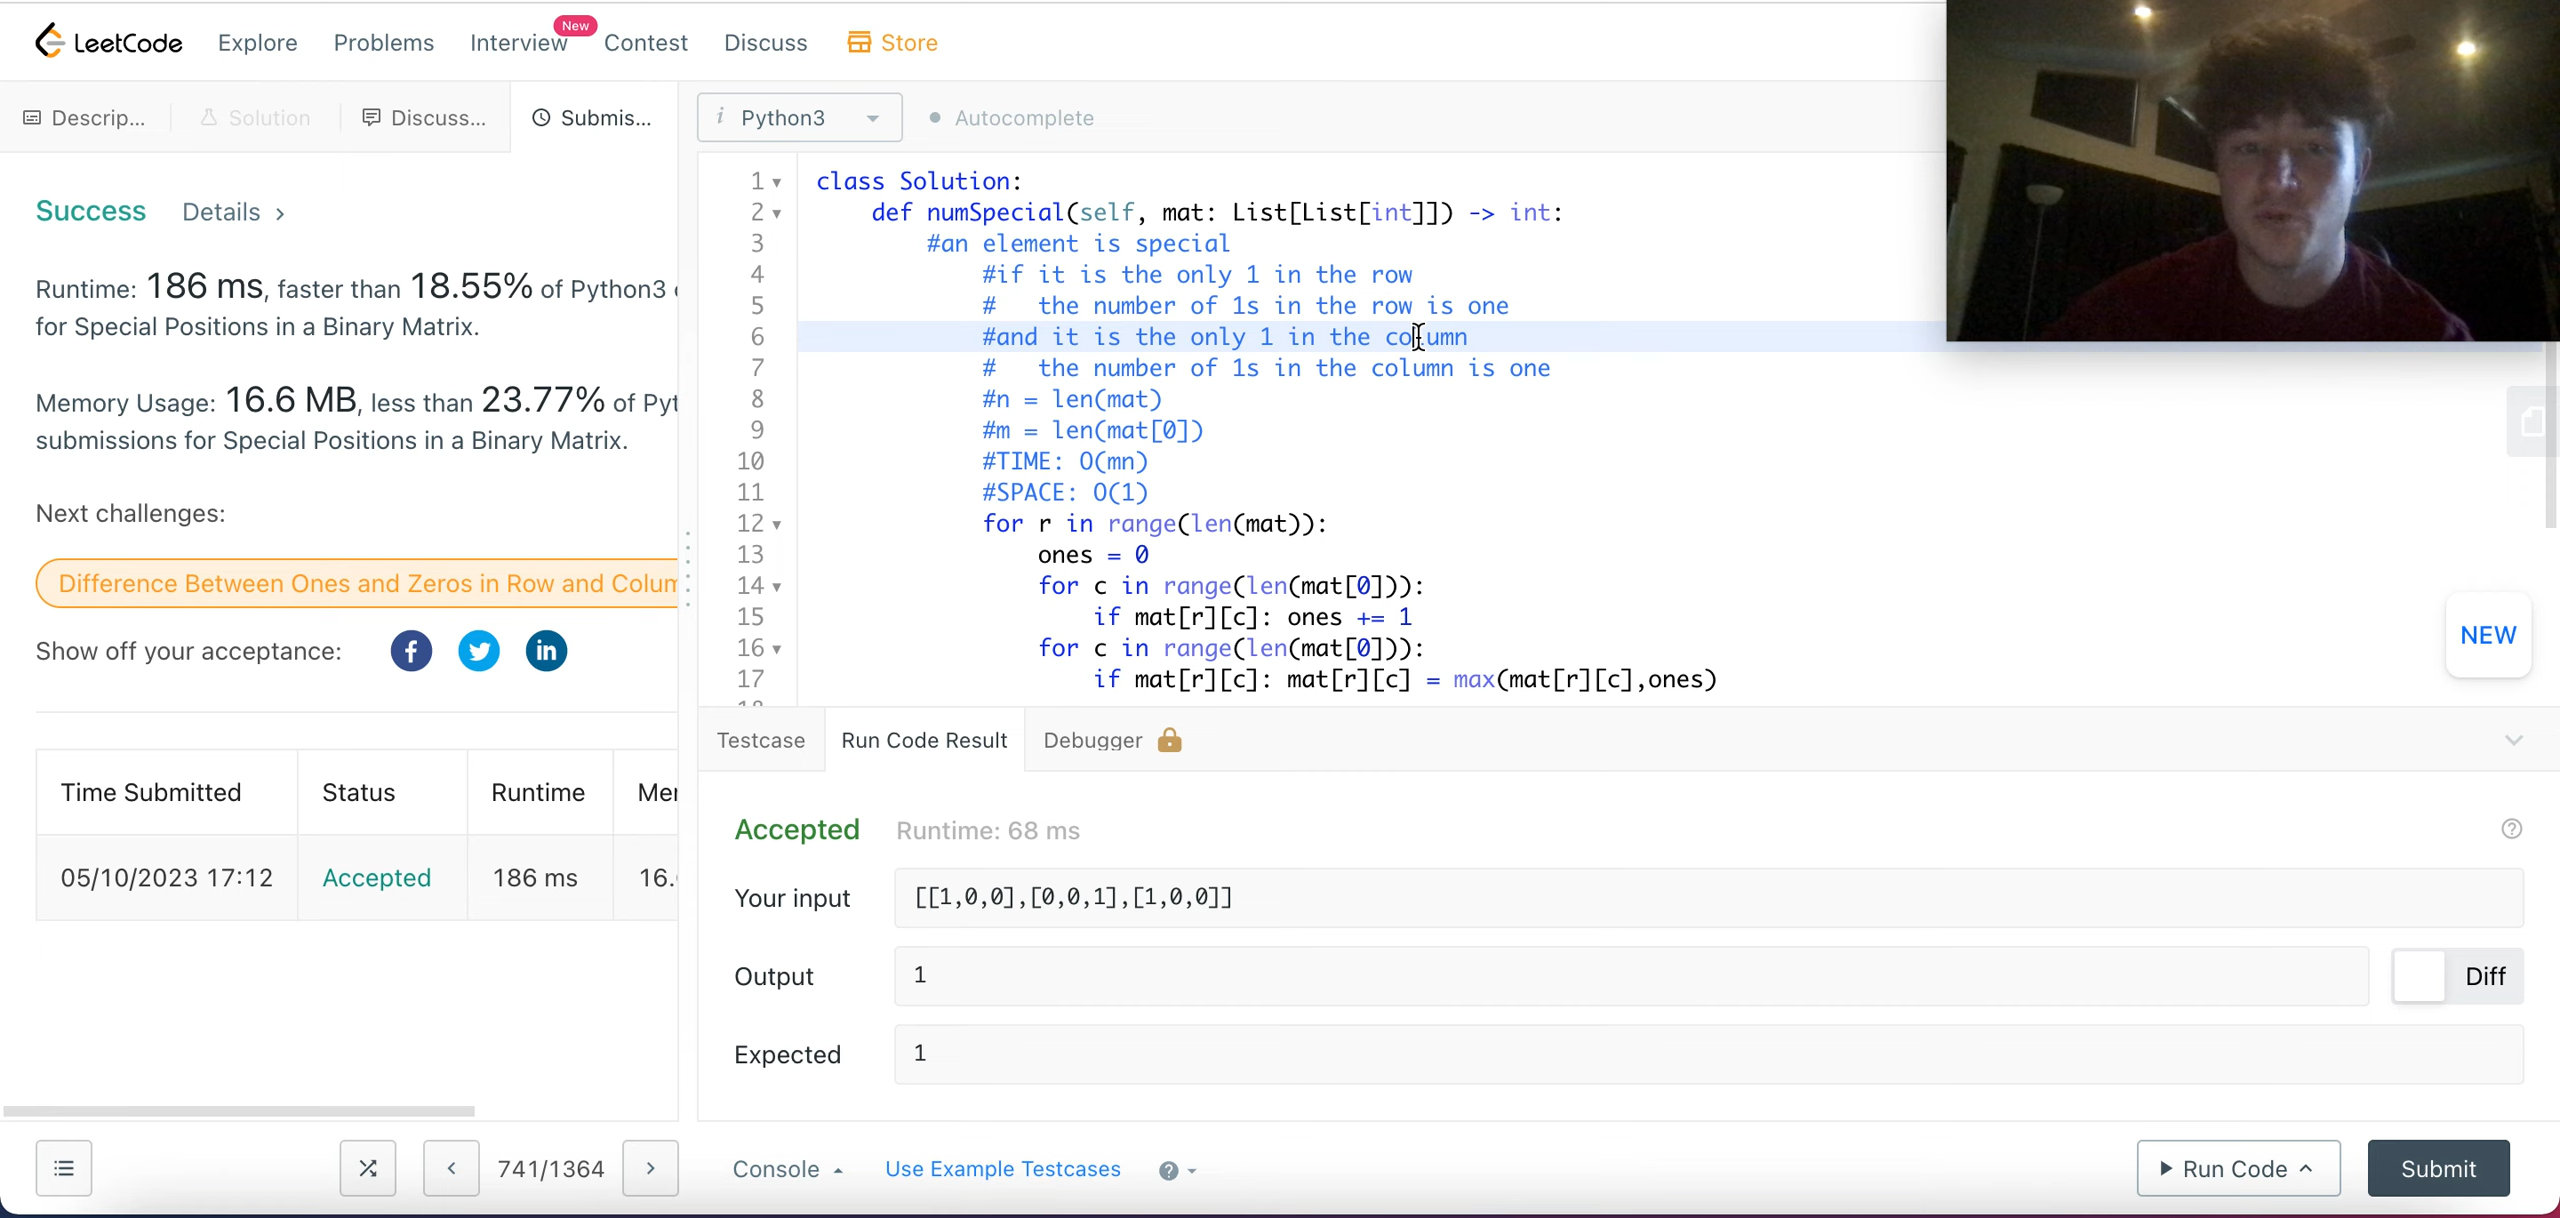 LeetCode
Explore
Problems
Interview
New
Contest
Discuss
Store
Descrip...
Solution
Discuss...
Submis...
Success Details >
Runtime: 186 ms, faster than 18.55% of Python3
for Special Positions in a Binary Matrix.
Memory Usage: 16.6 MB, less than 23.77% of Pyt
submissions for Special Positions in a Binary Matrix.
Next challenges:
Difference Between Ones and Zeros in Row and Colum
Show off your acceptance:
Time Submitted Status Runtime Mem
05/10/2023 17:12 Accepted 186 ms 16.
741/1364
i Python3
Autocomplete
1 class Solution:
2 def numSpecial(self, mat: List[List[int]]) -> int:
3 #an element is special
4 #if it is the only 1 in the row
5 # the number of 1s in the row is one
6 #and it is the only 1 in the column
7 # the number of 1s in the column is one
8 #n = len(mat)
9 #m = len(mat[0])
10 #TIME: O(mn)
11 #SPACE: O(1)
12 for r in range(len(mat)):
13 ones = 0
14 for c in range(len(mat[0])):
15 if mat[r][c]: ones += 1
16 for c in range(len(mat[0])):
17 if mat[r][c]: mat[r][c] = max(mat[r][c],ones)
NEW
Testcase
Run Code Result
Debugger
Accepted Runtime: 68 ms
Your input [[1,0,0],[0,0,1],[1,0,0]]
Output 1
Diff
Expected 1
Console
Use Example Testcases
Run Code
Submit